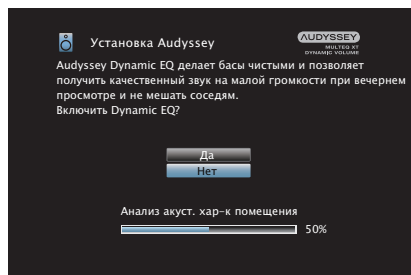 Установка Audyssey
AUDYSSEY
MULTEQ XT
DYNAMIC VOLUME
Audyssey Dynamic EQ делает басы чистыми и позволяет
получить качественный звук на малой громкости при вечернем
просмотре и не мешать соседям.
Включить Dynamic EQ?
Да
Нет
Анализ акуст. хар-к помещения
50%